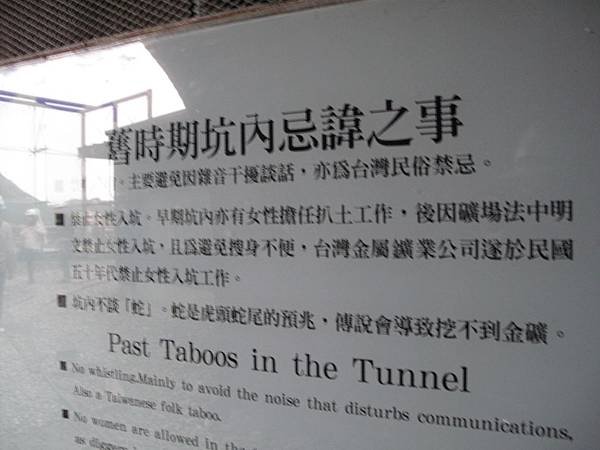 舊時期坑內忌諱之事
。主要避免因雜音干擾談話，亦為台灣民俗禁忌。
■ 禁止女性入坑。早期坑內亦有女性擔任扒土工作，後因礦場法中明
文禁止女性入坑，且為避免搜身不便，台灣金屬鑛業公司遂於民國
五十年代禁止女性入坑工作。
■ 坑內不談「蛇」。蛇是虎頭蛇尾的預兆，傳說會導致挖不到金礦。
Past Taboos in the Tunnel
■ No whistling.Mainly to avoid the noise that disturbs communications,
Also a Taiwanese folk taboo.
■ No women are allowed in the
as diggers